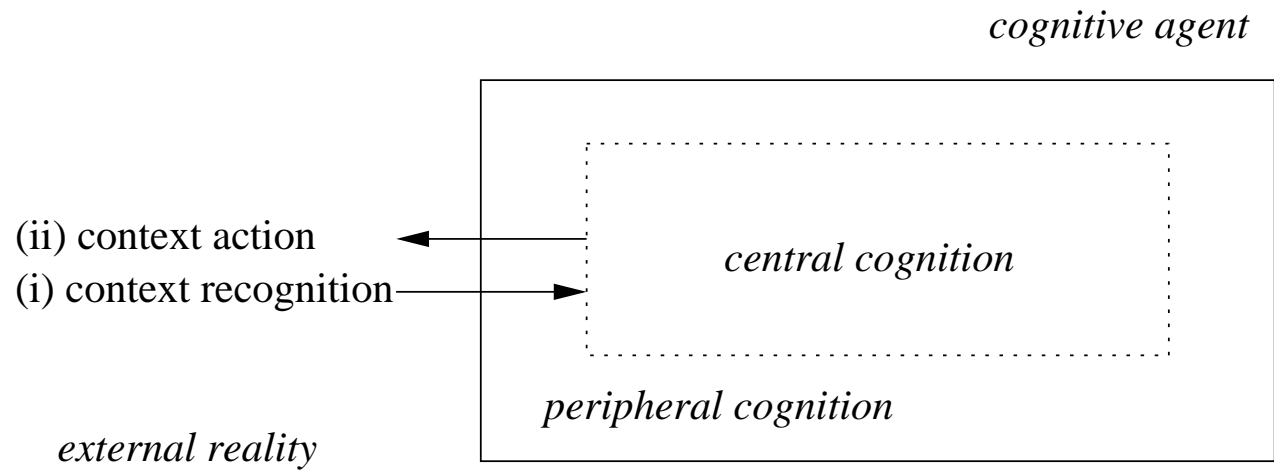 cognitive agent
(ii) context action
central cognition
(i) context recognition
peripheral cognition
external reality